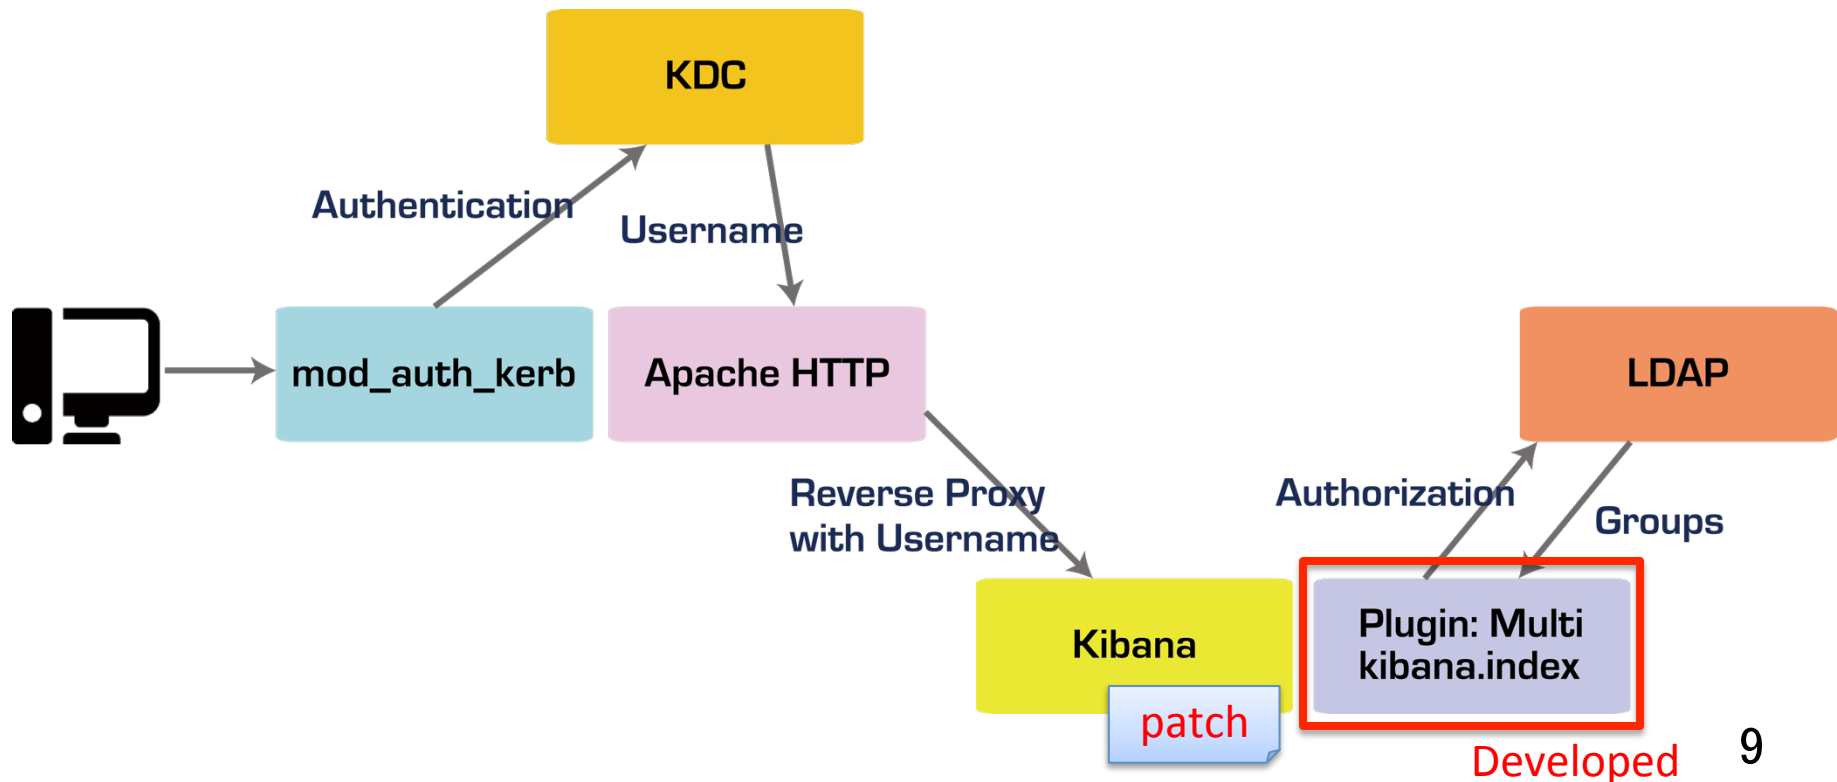 KDC
Authentication
Username
mod_auth_kerb
Apache HTTP
LDAP
Reverse Proxy
with Username
Authorization
Groups
Kibana
Plugin: Multi
kibana.index
patch
Developed
9